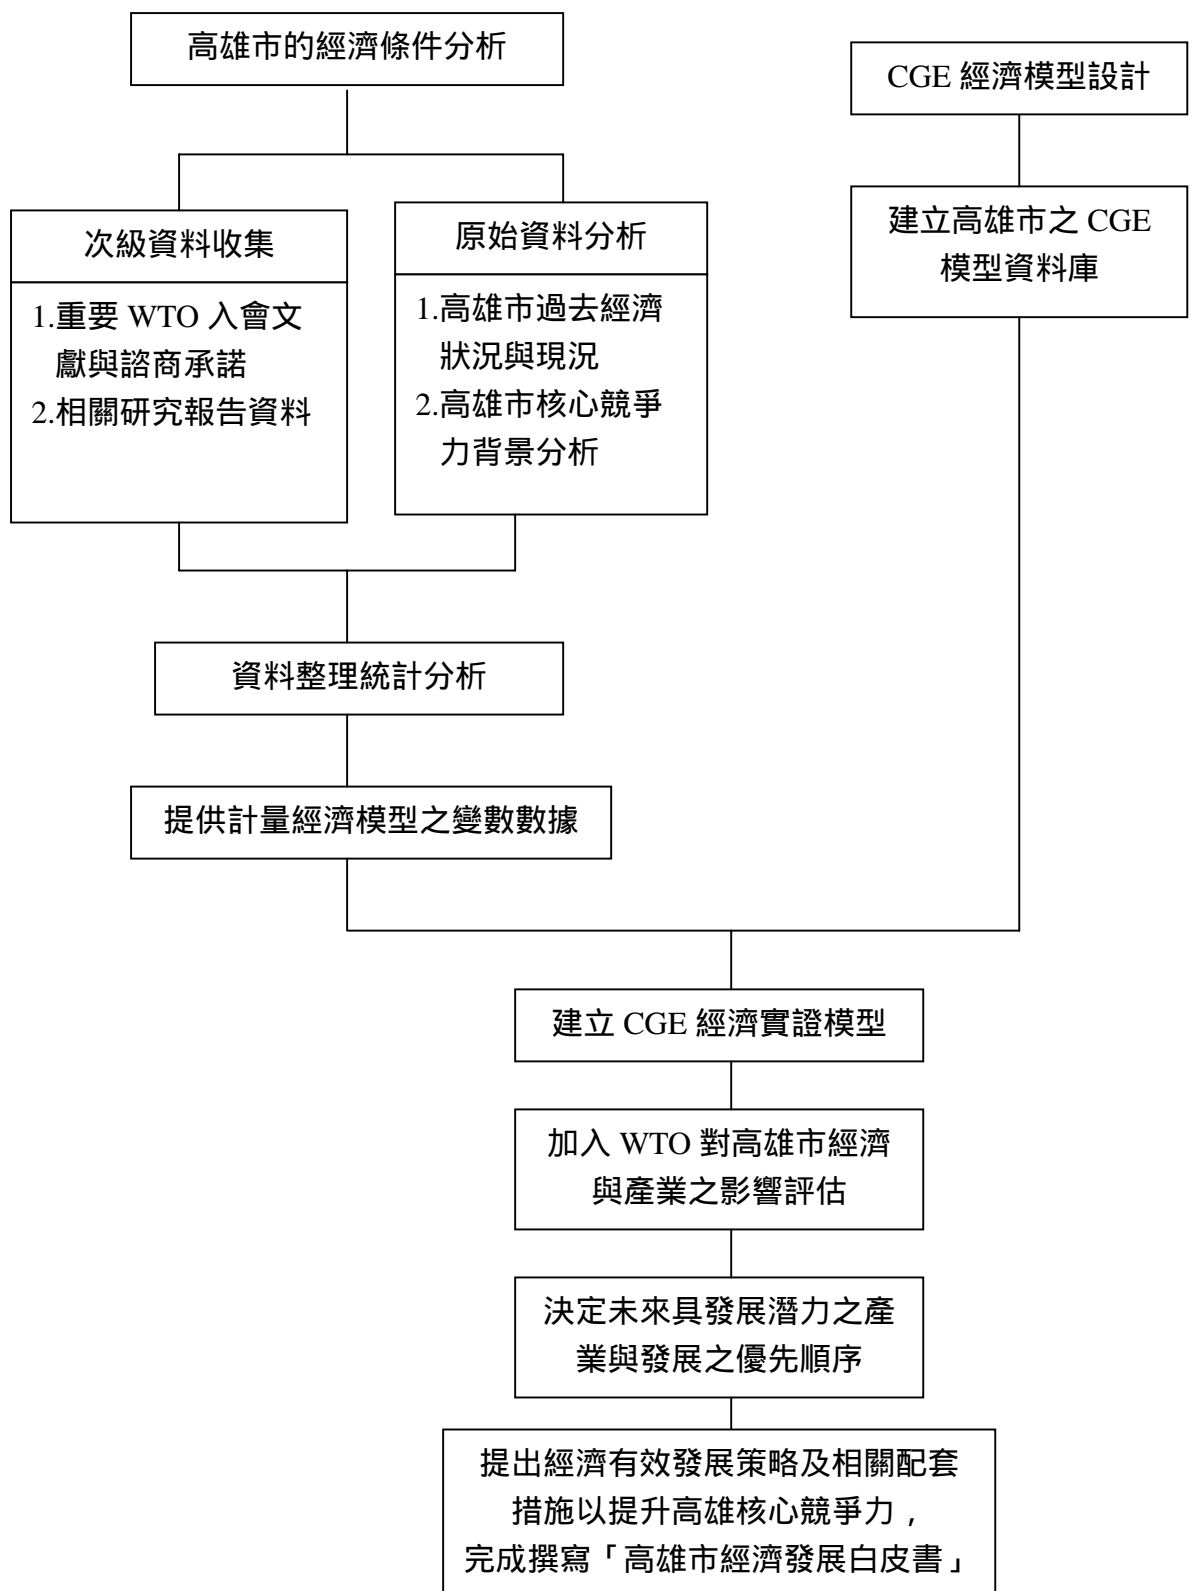 高雄市的經濟條件分析
CGE 經濟模型設計
次級資料收集
1.重要 WTO 入會文
獻與諮商承諾
2.相關研究報告資料
原始資料分析
1.高雄市過去經濟
狀況與現況
2.高雄市核心競爭
力背景分析
建立高雄市之 CGE
模型資料庫
資料整理統計分析
提供計量經濟模型之變數數據
建立 CGE 經濟實證模型
加入 WTO 對高雄市經濟
與產業之影響評估
決定未來具發展潛力之產
業與發展之優先順序
提出經濟有效發展策略及相關配套
措施以提升高雄核心競爭力，
完成撰寫「高雄市經濟發展白皮書」